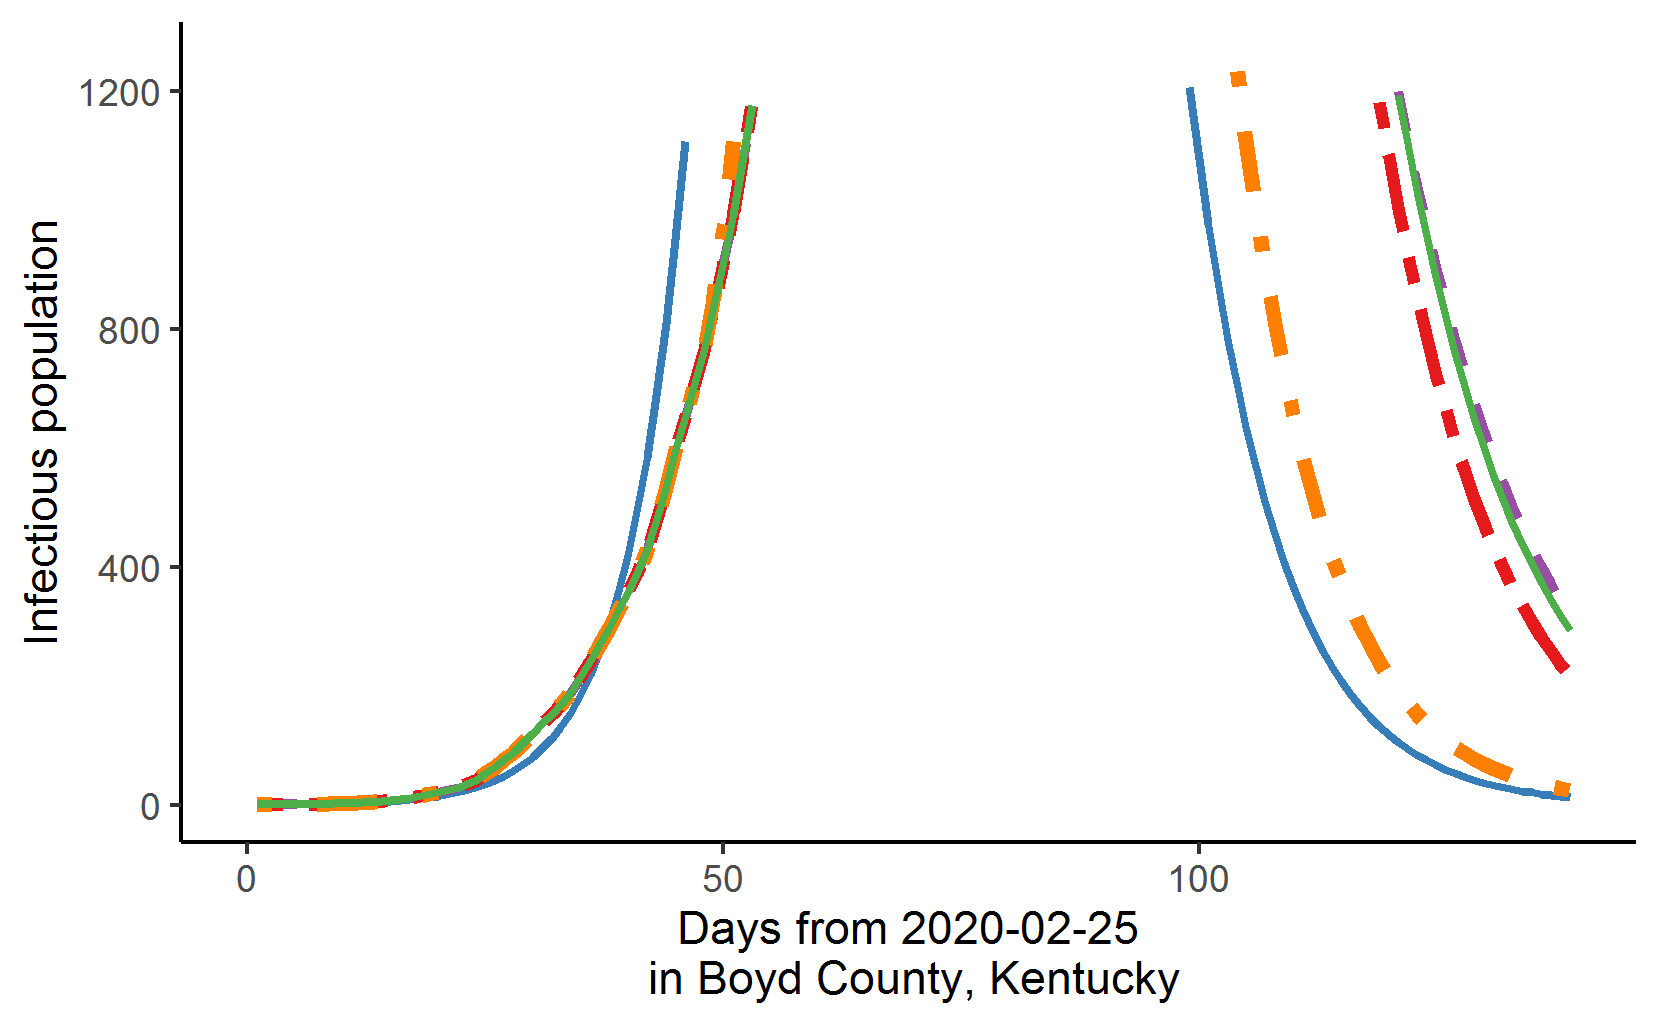 Infectious population
1200
800
400
0
0 50 100
Days from 2020-02-25
in Boyd County, Kentucky